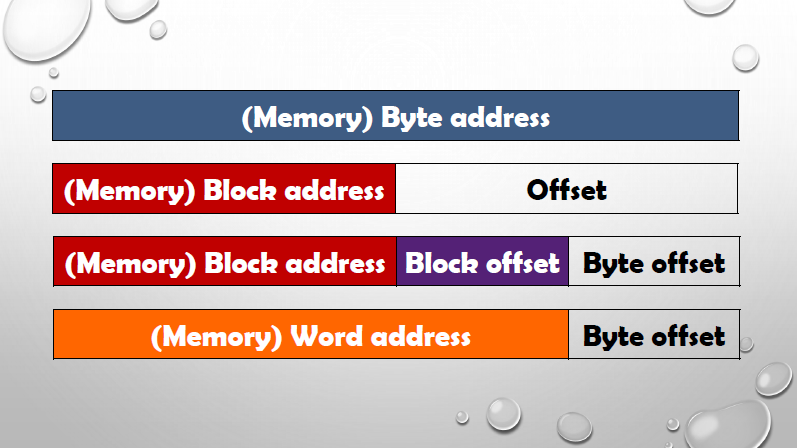 (Memory) Byte address
(Memory) Block address Offset
(Memory) Block address Block offset Byte offset
(Memory) Word address Byte offset